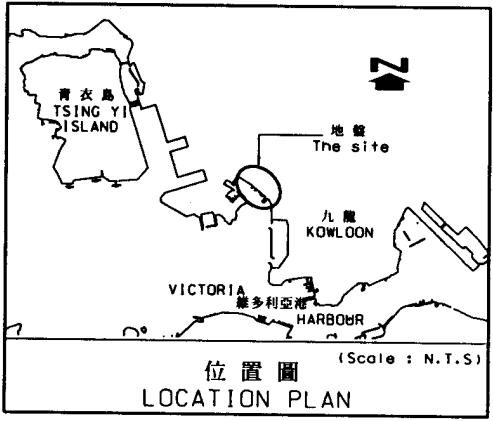 青衣島
TSING YI
ISLAND
N
地盤
The site
九龍
KOWLOON
VICTORIA
維多利亞港
HARBOUR
(Scale : N.T.S)
位置圖
LOCATION PLAN